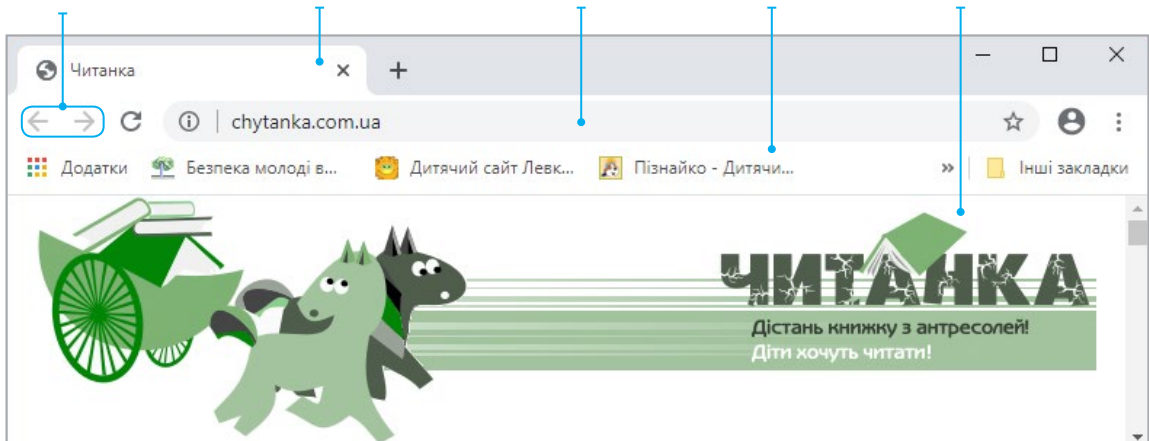 Читанка
chytanka.com.ua
Додатки Безпека молоді в... Дитячий сайт Левк... Пізнайко - Дитячи... » Інші закладки
ЧИТАНКА
Дістань книжку з антресолей!
Діти хочуть читати!